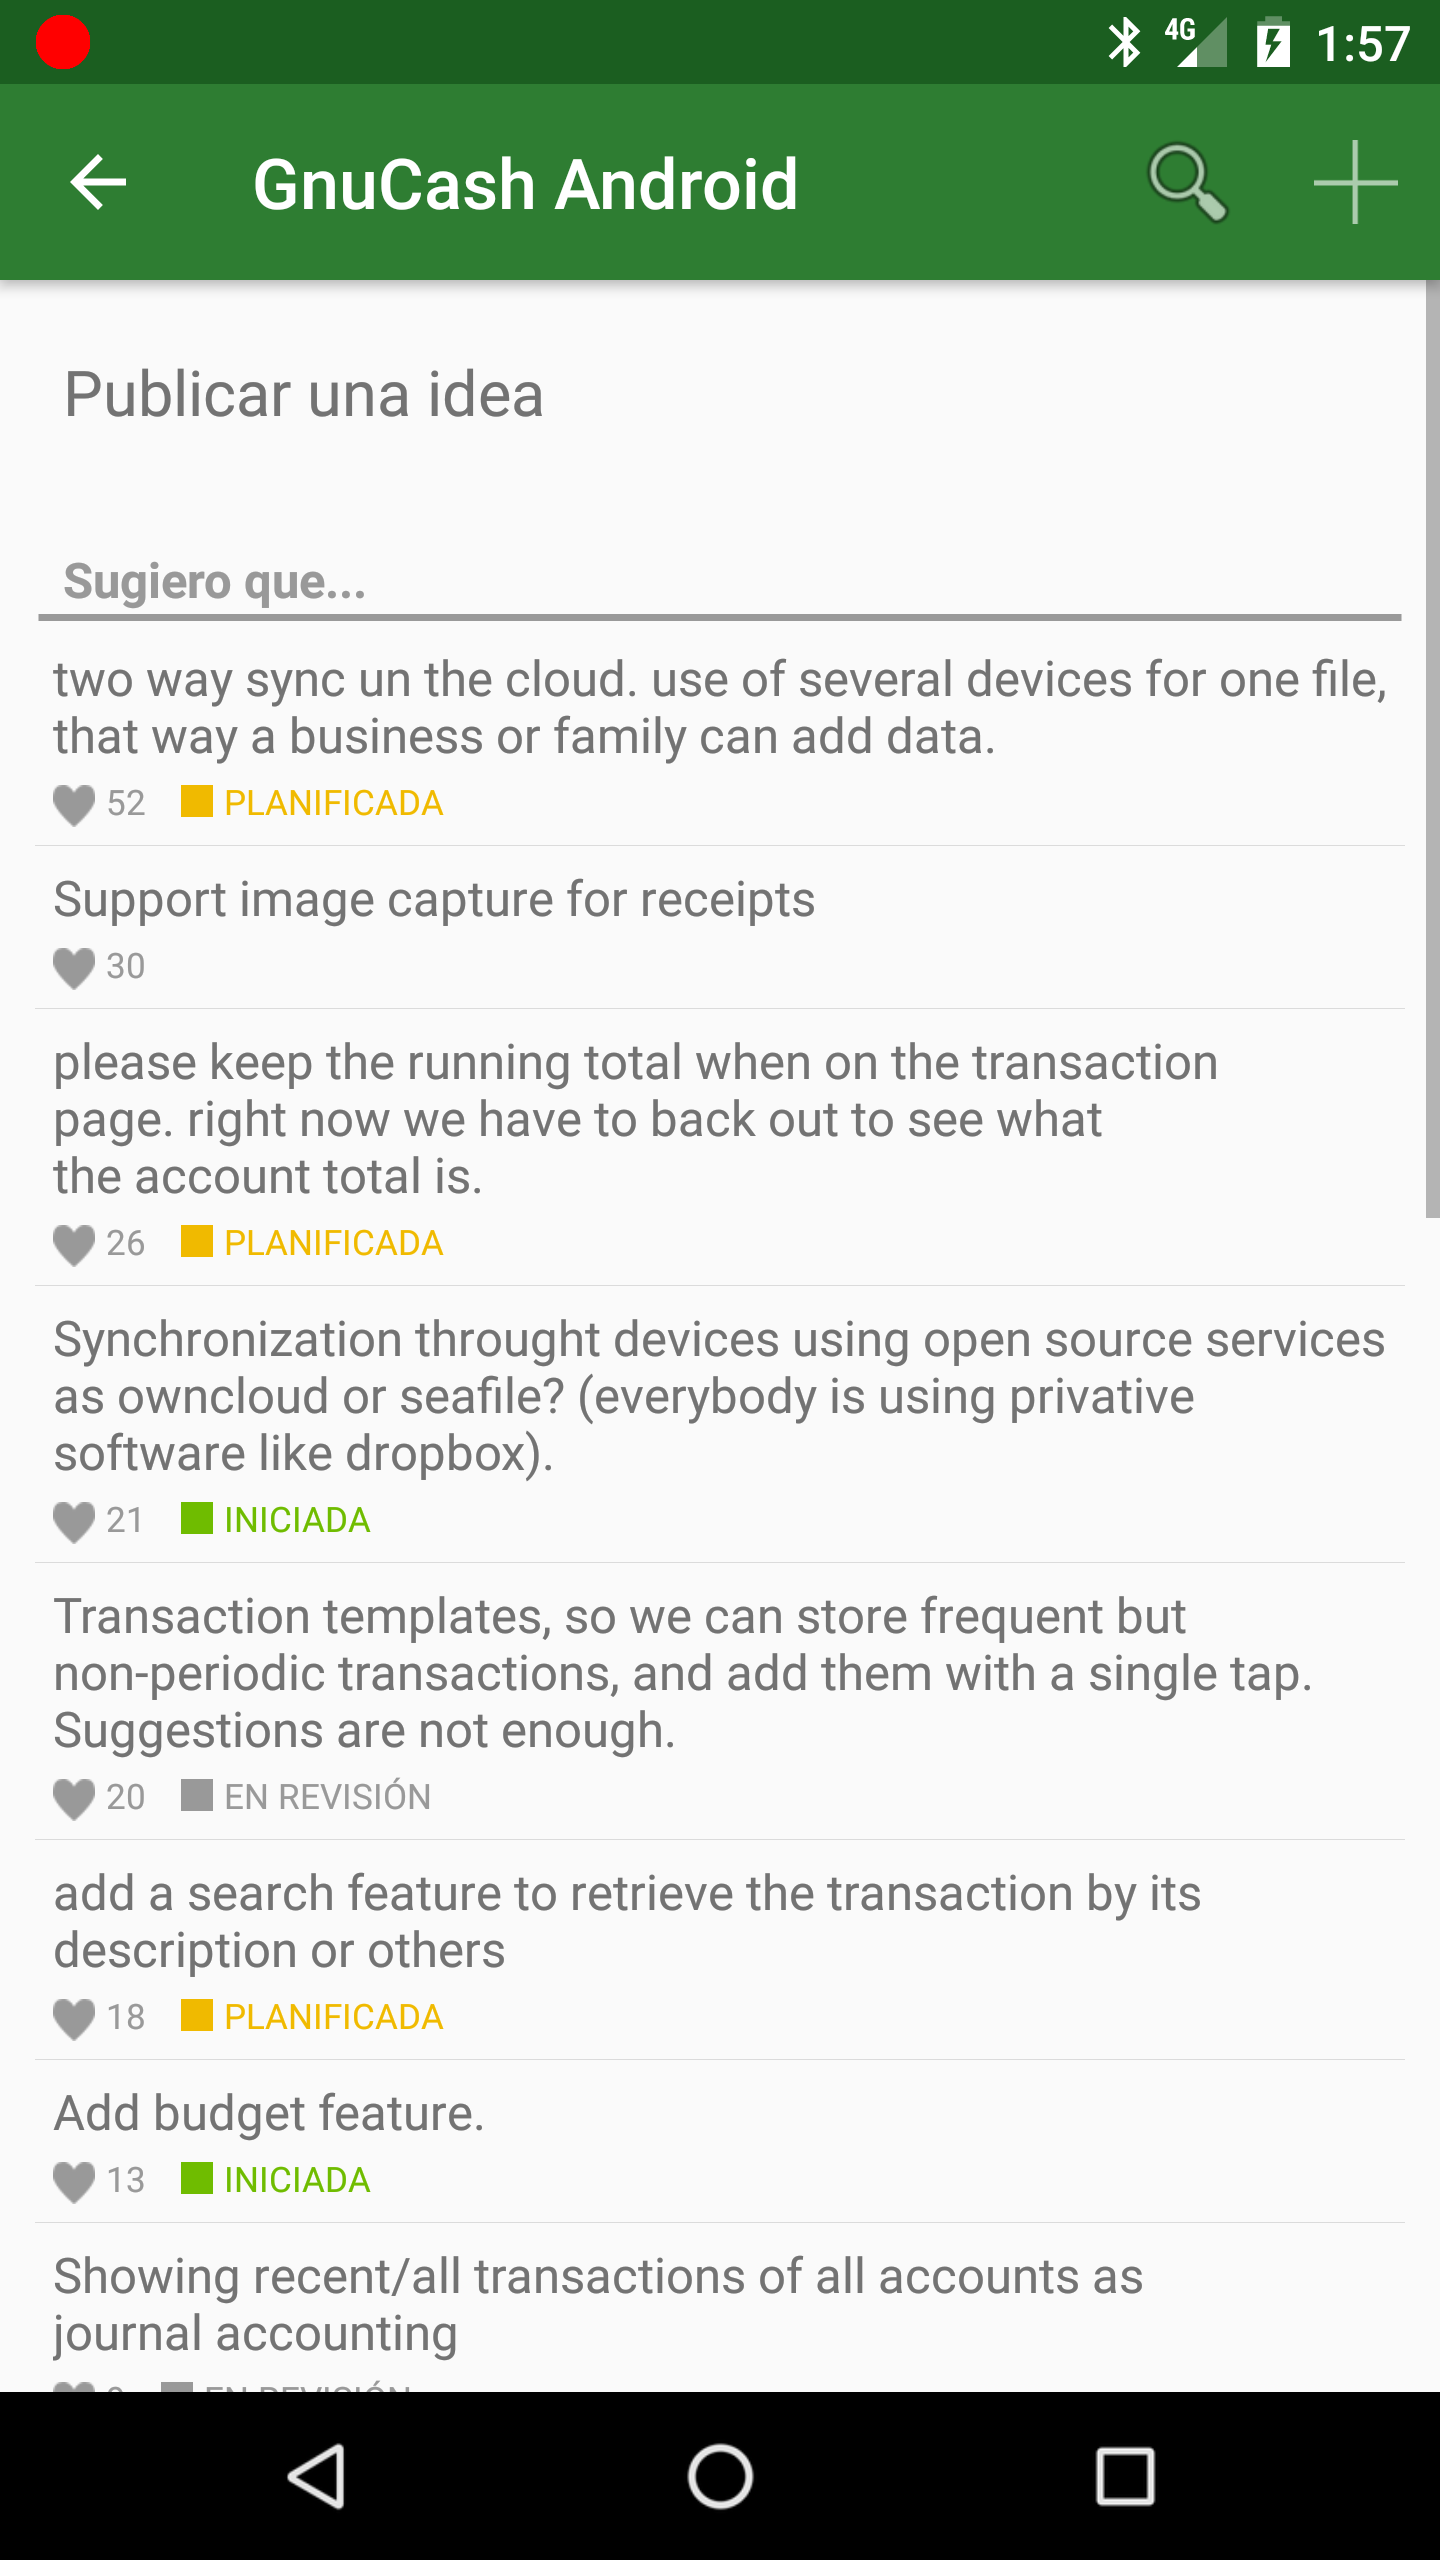 4G 1:57
GnuCash Android
Publicar una idea
Sugiero que...
two way sync un the cloud. use of several devices for one file,
that way a business or family can add data.
52 PLANIFICADA
Support image capture for receipts
30
please keep the running total when on the transaction
page. right now we have to back out to see what
the account total is.
26 PLANIFICADA
Synchronization throught devices using open source services
as owncloud or seafile? (everybody is using privative
software like dropbox).
21 INICIADA
Transaction templates, so we can store frequent but
non-periodic transactions, and add them with a single tap.
Suggestions are not enough.
20 EN REVISIÓN
add a search feature to retrieve the transaction by its
description or others
18 PLANIFICADA
Add budget feature.
13 INICIADA
Showing recent/all transactions of all accounts as
journal accounting
EN REVISIÓN